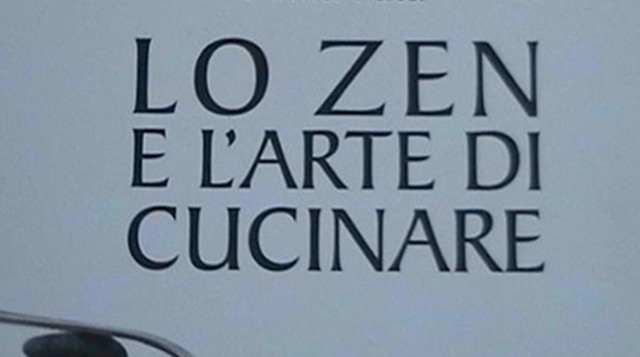 LO ZEN
E L'ARTE DI
CUCINARE